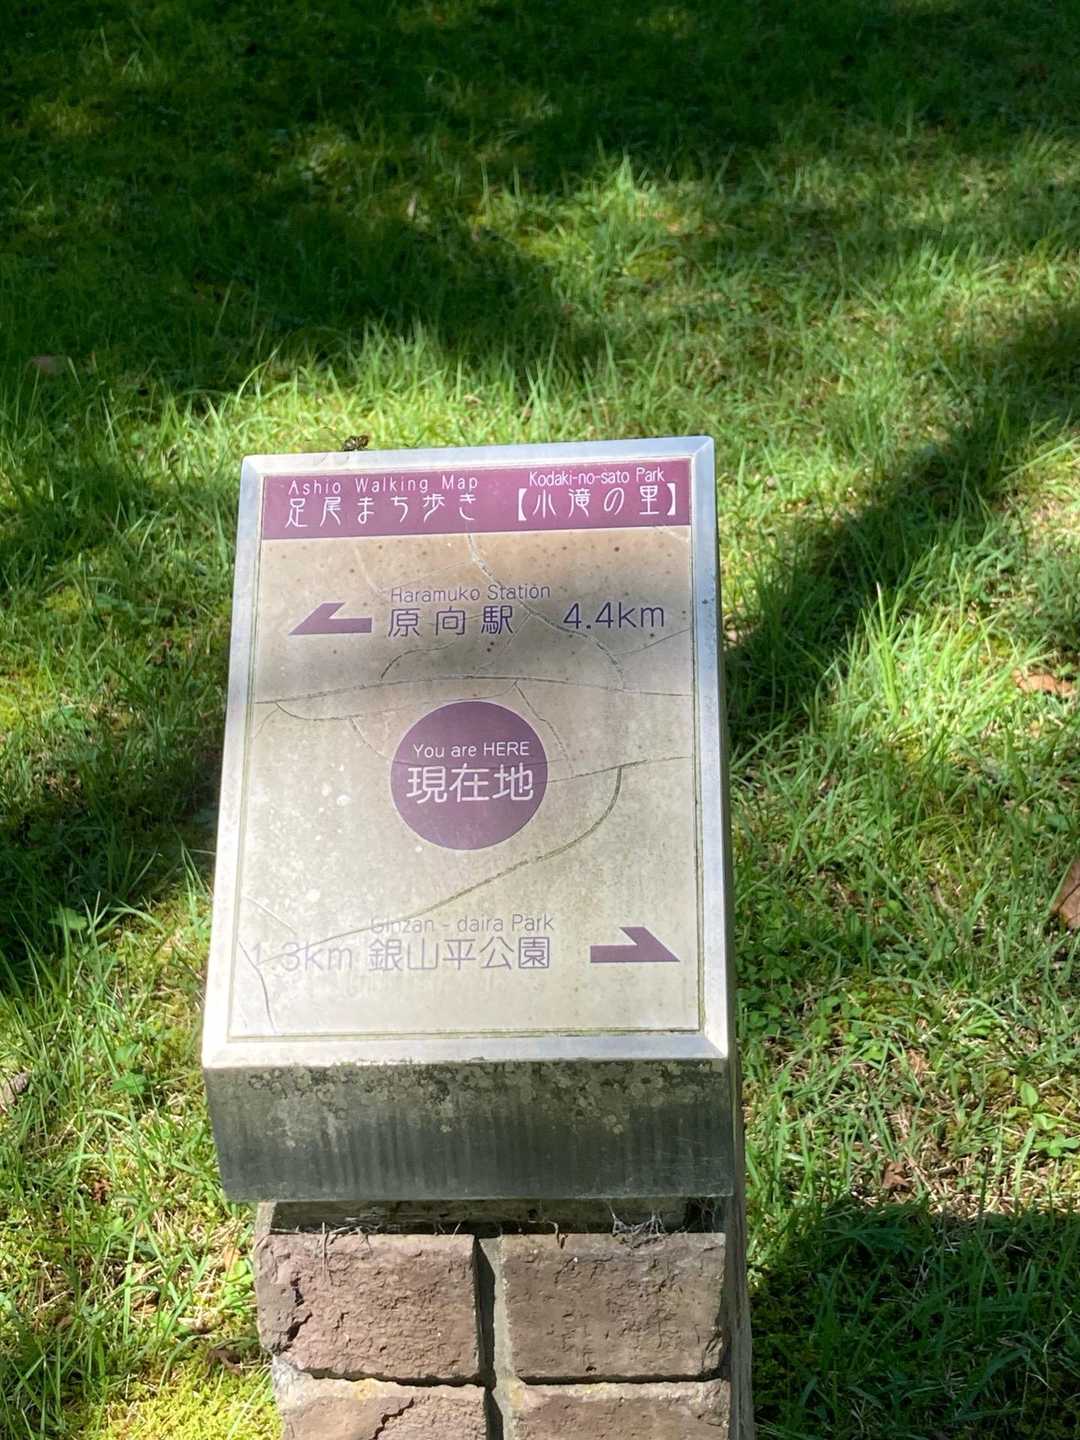 Ashio Walking Map
足尾まち歩き
Kodaki-no-sato Park
【小滝の里】
Haramuko Station
原向駅 4.4km
You are HERE
現在地
Ginzan - daira Park
1.3km 銀山平公園